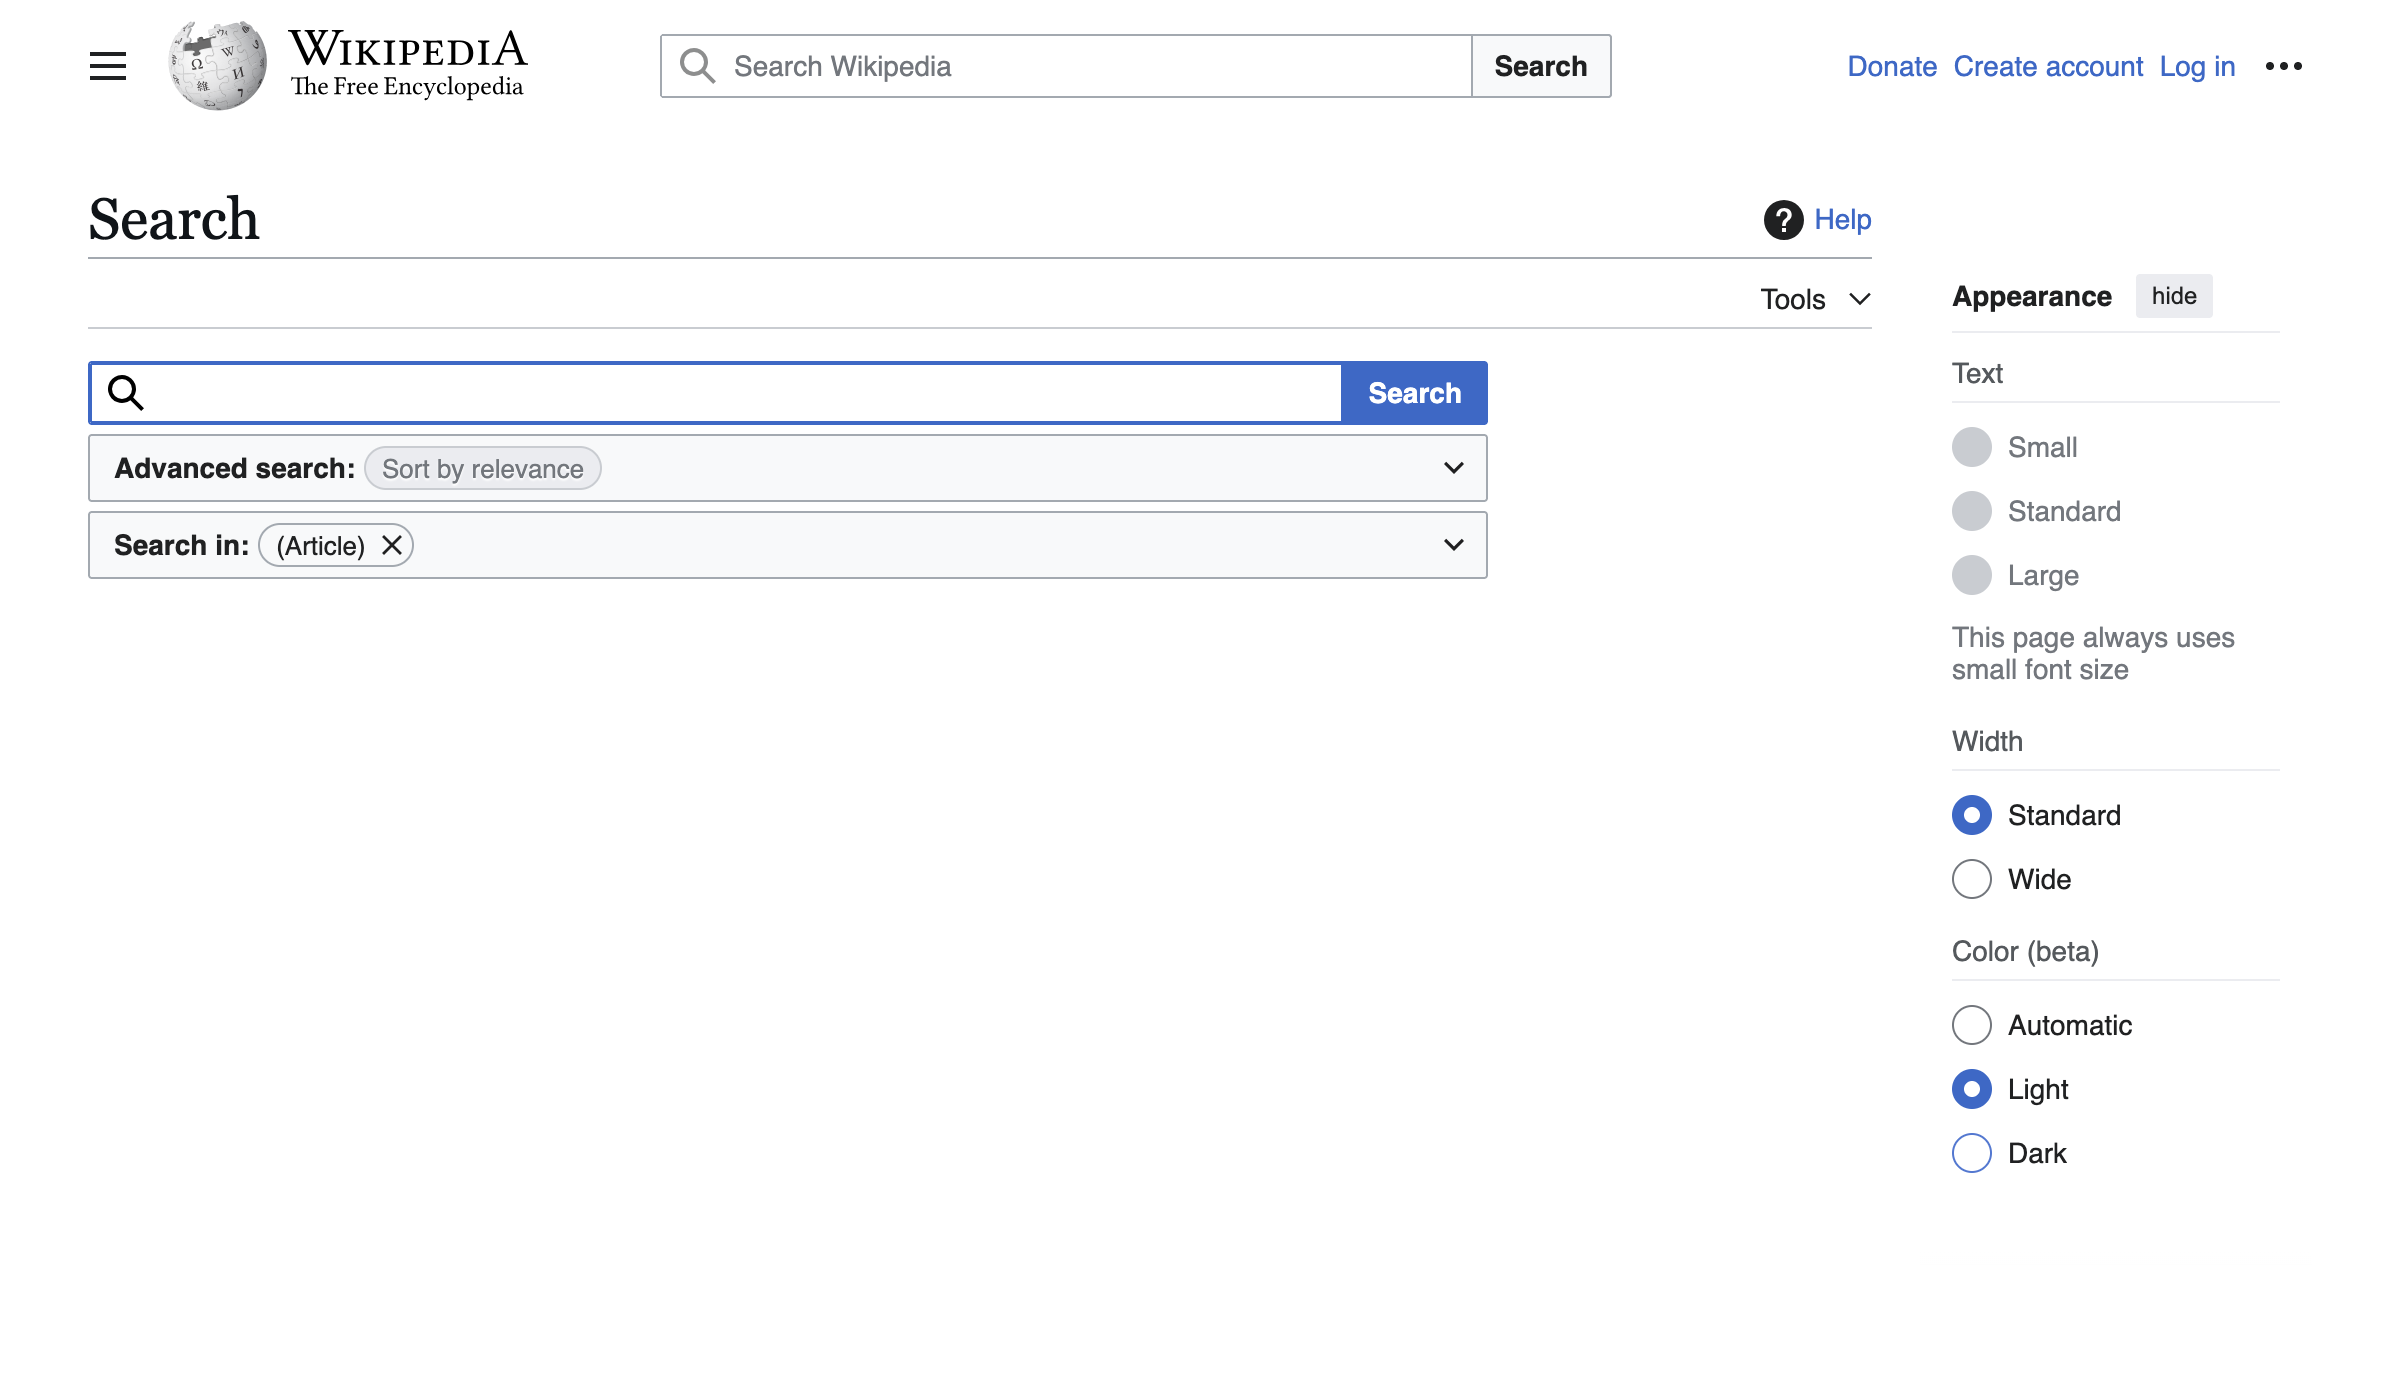 WIKIPEDIA
The Free Encyclopedia
Search Wikipedia
Search
Donate Create account Log in
Search
Help
Tools
Search
Advanced search: Sort by relevance
Search in: (Article)
Appearance hide
Text
Small
Standard
Large
This page always uses
small font size
Width
Standard
Wide
Color (beta)
Automatic
Light
Dark